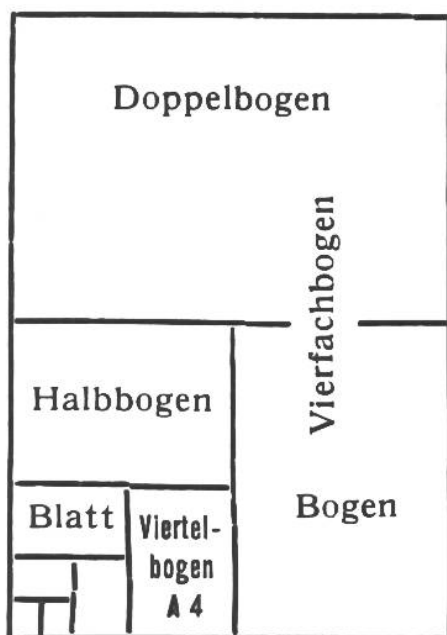 Doppelbogen
Vierfachbogen
Halbbogen
Bogen
Blatt
Viertel-
bogen
A 4